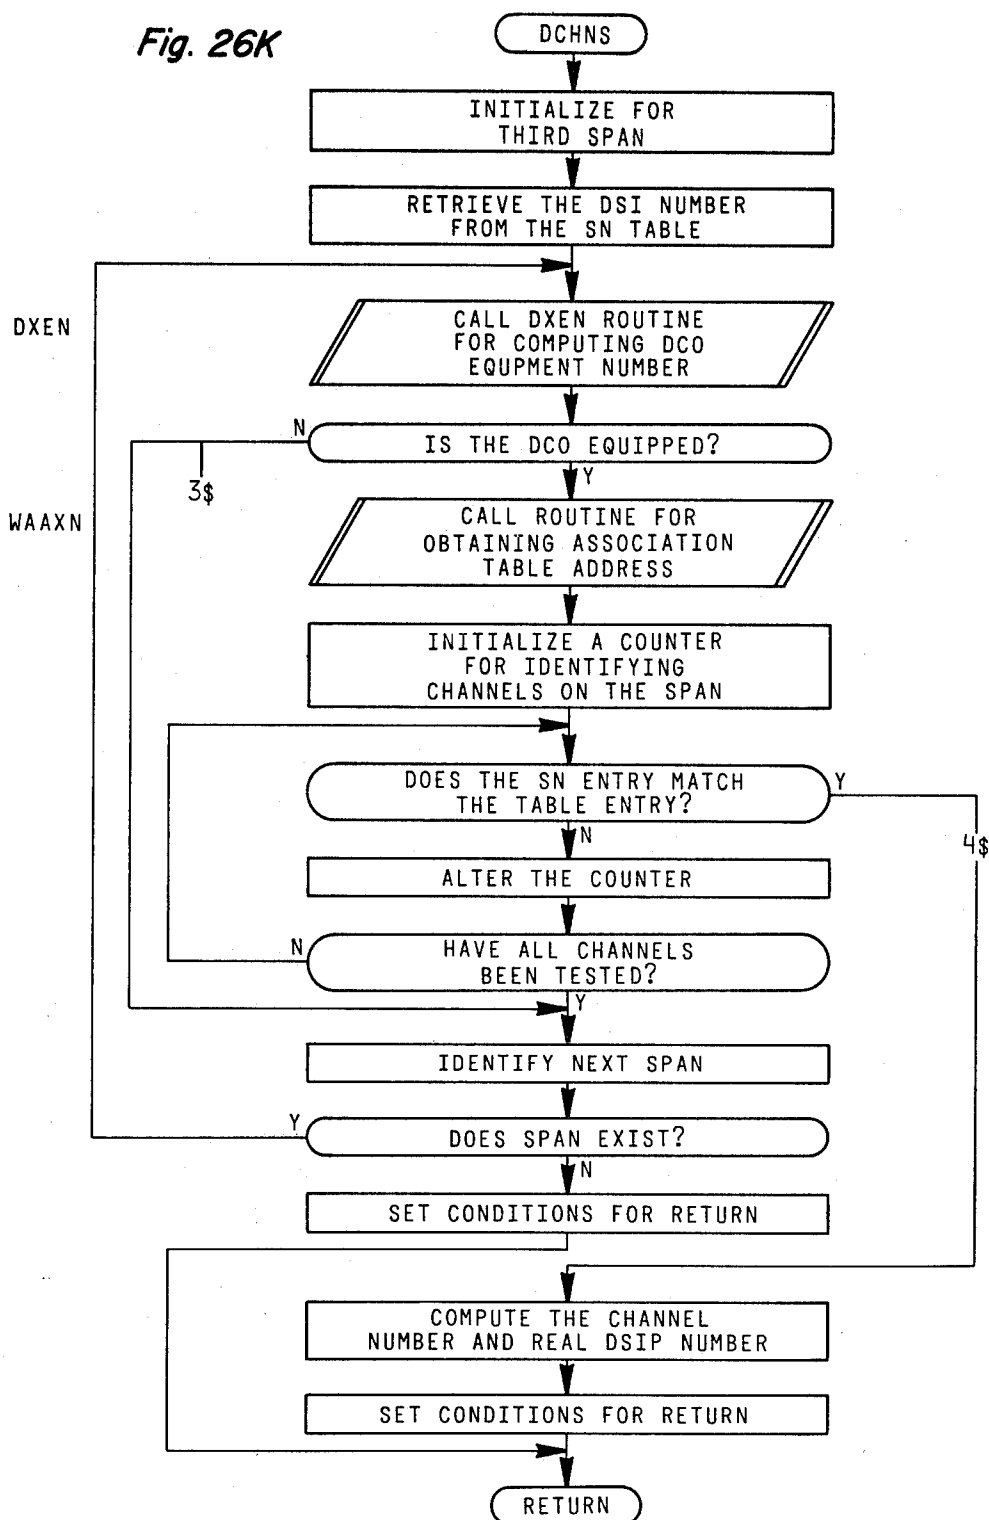 Fig. 26K
DCHNS
INITIALIZE FOR
THIRD SPAN
RETRIEVE THE DSI NUMBER
FROM THE SN TABLE
DXEN
CALL DXEN ROUTINE
FOR COMPUTING DCO
EQUPMENT NUMBER
N
IS THE DCO EQUIPPED?
Y
3$
WAAXN
CALL ROUTINE FOR
OBTAINING ASSOCIATION
TABLE ADDRESS
INITIALIZE A COUNTER
FOR IDENTIFYING
CHANNELS ON THE SPAN
DOES THE SN ENTRY MATCH
THE TABLE ENTRY?
Y
N
4$
ALTER THE COUNTER
N
HAVE ALL CHANNELS
BEEN TESTED?
Y
IDENTIFY NEXT SPAN
Y
DOES SPAN EXIST?
N
SET CONDITIONS FOR RETURN
COMPUTE THE CHANNEL
NUMBER AND REAL DSIP NUMBER
SET CONDITIONS FOR RETURN
RETURN